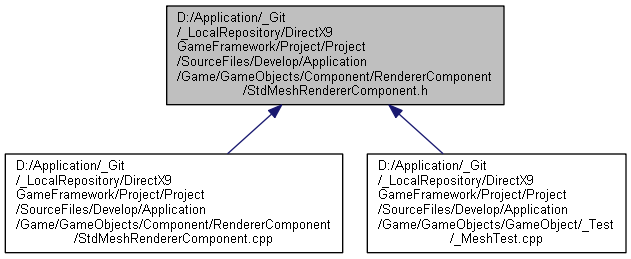 D:/Application/_Git
/_LocalRepository/DirectX9
GameFramework/Project/Project
/SourceFiles/Develop/Application
/Game/GameObjects/Component/RendererComponent
/StdMeshRendererComponent.h
D:/Application/_Git
/_LocalRepository/DirectX9
GameFramework/Project/Project
/SourceFiles/Develop/Application
/Game/GameObjects/Component/RendererComponent
/StdMeshRendererComponent.cpp
D:/Application/_Git
/_LocalRepository/DirectX9
GameFramework/Project/Project
/SourceFiles/Develop/Application
/Game/GameObjects/GameObject/_Test
/_MeshTest.cpp